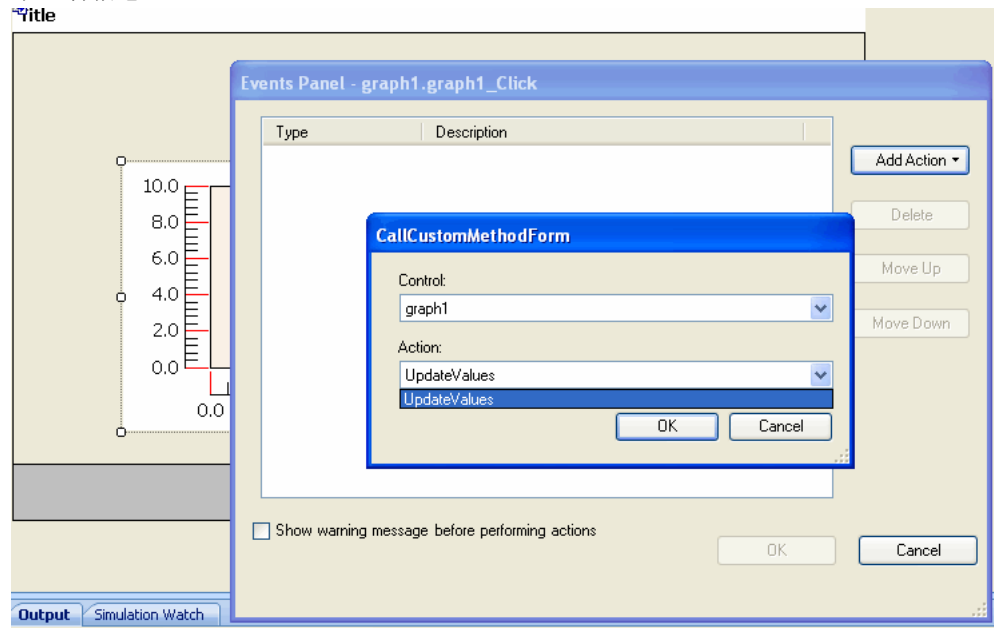 Title
Events Panel - graph1.graph1_Click
Type Description
Add Action
Delete
Move Up
Move Down
CallCustomMethodForm
Control:
graph1
Action:
UpdateValues
UpdateValues
OK Cancel
10.0
8.0
6.0
4.0
2.0
0.0
0.0
Show warning message before performing actions
OK Cancel
Output Simulation Watch